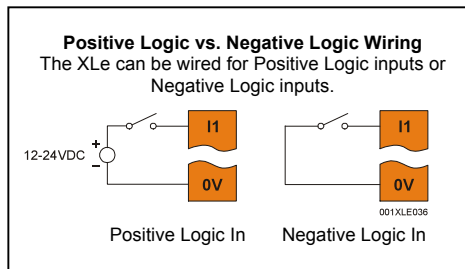 Positive Logic vs. Negative Logic Wiring
The XLe can be wired for Positive Logic inputs or
Negative Logic inputs.
I1
I1
+
12-24VDC
–
0V
0V
001XLE036
Positive Logic In
Negative Logic In